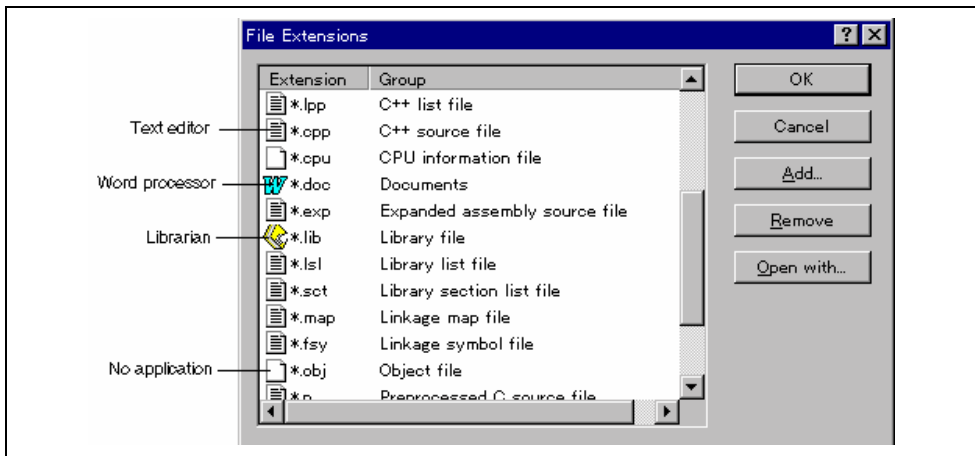 File Extensions
Extension Group
*.lpp C++ list file
Text editor *.cpp C++ source file
*.cpu CPU information file
Word processor *.doc Documents
*.exp Expanded assembly source file
Librarian *.lib Library file
*.lsl Library list file
*.sct Library section list file
*.map Linkage map file
*.fsy Linkage symbol file
No application *.obj Object file
*.p Preprocessed C source file
OK
Cancel
Add...
Remove
Open with...